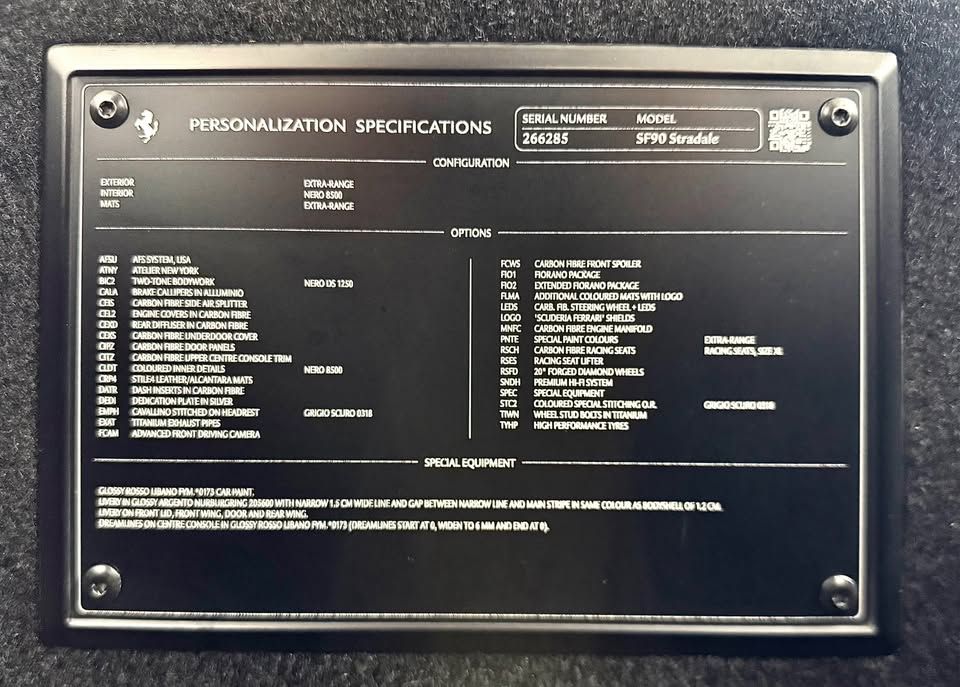 PERSONALIZATION SPECIFICATIONS
SERIAL NUMBER MODEL
266285 SF90 Stradale
CONFIGURATION
EXTERIOR EXTRA-RANGE
INTERIOR NERO 8500
MATS EXTRA-RANGE
OPTIONS
AFSU AFS SYSTEM, USA
ATNY ATELIER NEW YORK
BIC2 TWO-TONE BODYWORK NERO DS 1250
CALA BRAKE CALLIPERS IN ALLUMINIO
CEIS CARBON FIBRE SIDE AIR SPLITTER
CEL2 ENGINE COVERS IN CARBON FIBRE
CEXD REAR DIFFUSER IN CARBON FIBRE
CEXS CARBON FIBRE UNDERDOOR COVER
CIPZ CARBON FIBRE DOOR PANELS
CITZ CARBON FIBRE UPPER CENTRE CONSOLE TRIM
CLDT COLOURED INNER DETAILS NERO 8500
CRP4 STILE4 LEATHER/ALCANTARA MATS
DATR DASH INSERTS IN CARBON FIBRE
DEDI DEDICATION PLATE IN SILVER
EMPH CAVALLINO STITCHED ON HEADREST GRIGIO SCURO 0318
EXAT TITANIUM EXHAUST PIPES
FCAM ADVANCED FRONT DRIVING CAMERA
FCWS CARBON FIBRE FRONT SPOILER
FIO1 FIORANO PACKAGE
FIO2 EXTENDED FIORANO PACKAGE
FLMA ADDITIONAL COLOURED MATS WITH LOGO
LEDS CARB. FIB. STEERING WHEEL + LEDS
LOGO 'SCUDERIA FERRARI' SHIELDS
MNFC CARBON FIBRE ENGINE MANIFOLD
PNTE SPECIAL PAINT COLOURS EXTRA-RANGE
RSCH CARBON FIBRE RACING SEATS RACING SEATS, SIZE XL
RSES RACING SEAT LIFTER
RSFD 20" FORGED DIAMOND WHEELS
SNDH PREMIUM HI-FI SYSTEM
SPEC SPECIAL EQUIPMENT
STC2 COLOURED SPECIAL STITCHING O.R. GRIGIO SCURO 0318
TIWN WHEEL STUD BOLTS IN TITANIUM
TYHP HIGH PERFORMANCE TYRES
SPECIAL EQUIPMENT
GLOSSY ROSSO LIBANO FYM.*0173 CAR PAINT.
LIVERY IN GLOSSY ARGENTO NURBURGRING 205600 WITH NARROW 1.5 CM WIDE LINE AND GAP BETWEEN NARROW LINE AND MAIN STRIPE IN SAME COLOUR AS BODYSHELL OF 1.2 CM.
LIVERY ON FRONT LID, FRONT WING, DOOR AND REAR WING.
DREAMLINES ON CENTRE CONSOLE IN GLOSSY ROSSO LIBANO FYM.*0173 (DREAMLINES START AT 0, WIDEN TO 6 MM AND END AT 0).